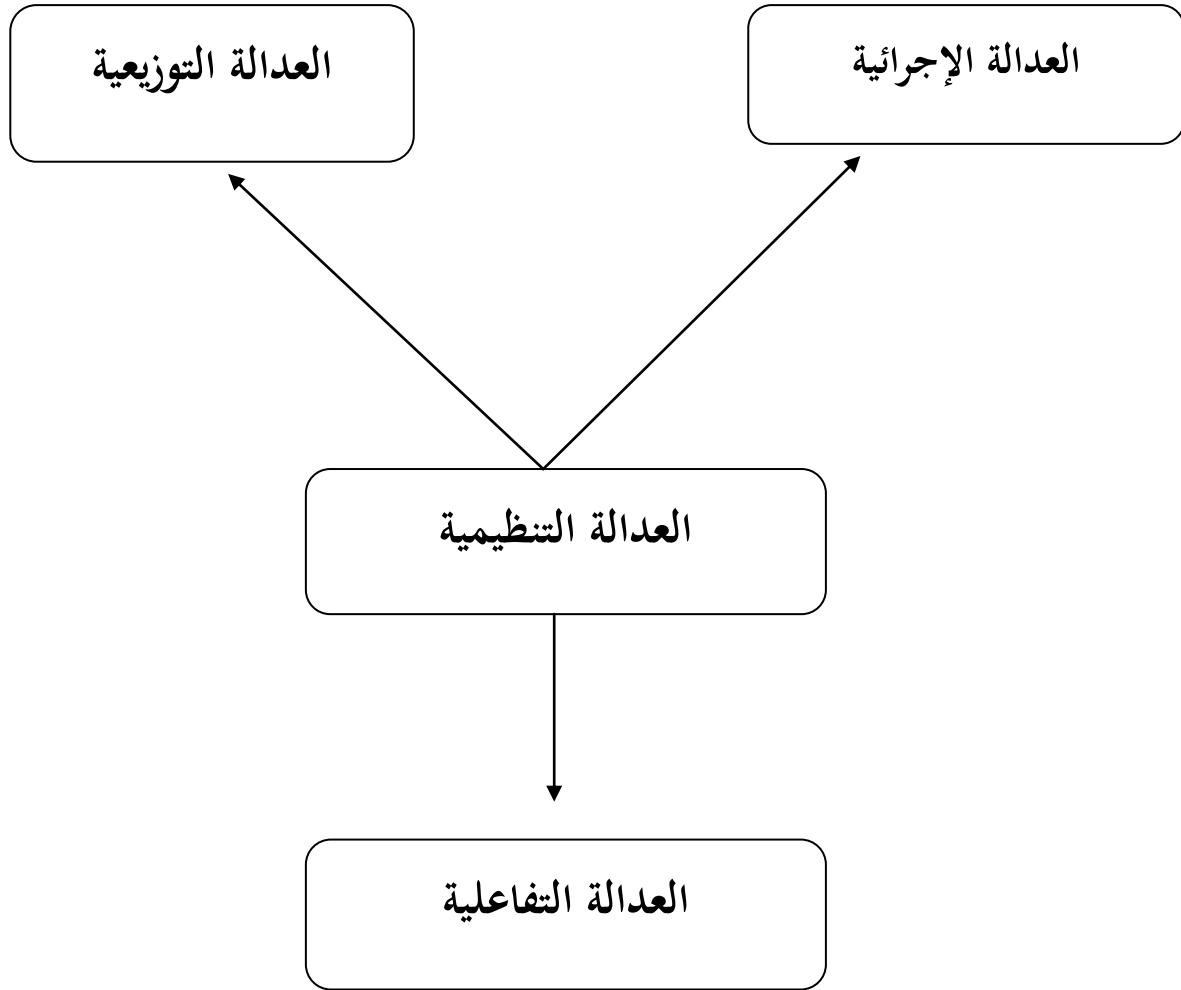 العدالة الإجرائية
العدالة التوزيعية
العدالة التنظيمية
العدالة التفاعلية